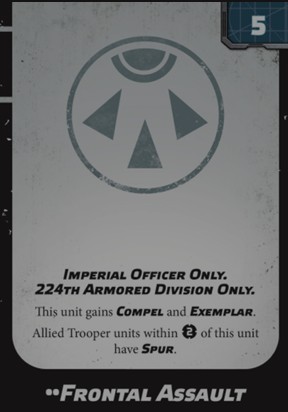 5
Imperial Officer Only.
224th Armored Division Only.
This unit gains Compel and Exemplar.
Allied Trooper units within 2 of this unit
have Spur.
••Frontal Assault